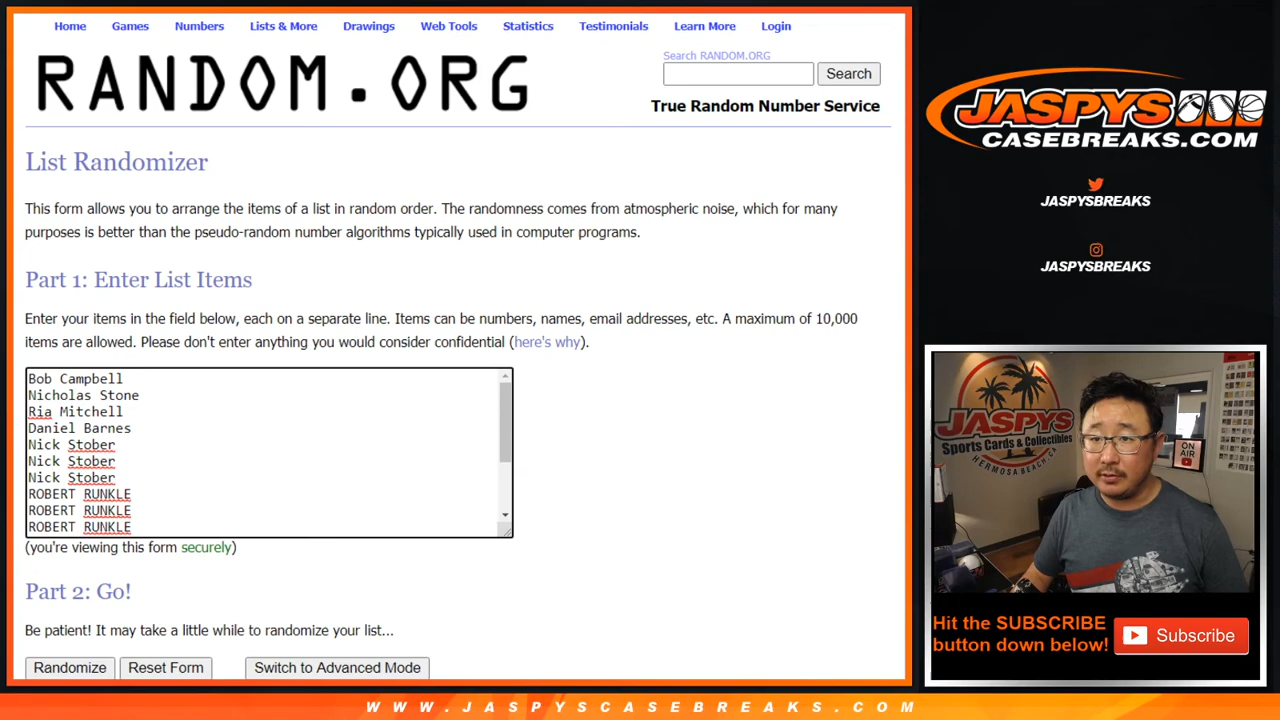 Home Games Numbers Lists & More Drawings Web Tools Statistics Testimonials Learn More Login
RANDOM.ORG
Search RANDOM.ORG
Search
True Random Number Service
List Randomizer
This form allows you to arrange the items of a list in random order. The randomness comes from atmospheric noise, which for many
purposes is better than the pseudo-random number algorithms typically used in computer programs.
Part 1: Enter List Items
Enter your items in the field below, each on a separate line. Items can be numbers, names, email addresses, etc. A maximum of 10,000
items are allowed. Please don't enter anything you would consider confidential (here's why).
Bob Campbell
Nicholas Stone
Ria Mitchell
Daniel Barnes
Nick Stober
Nick Stober
Nick Stober
ROBERT RUNKLE
ROBERT RUNKLE
ROBERT RUNKLE
(you're viewing this form securely)
Part 2: Go!
Be patient! It may take a little while to randomize your list...
Randomize Reset Form Switch to Advanced Mode
JASPYS
CASEBREAKS.COM
JASPYSBREAKS
JASPYSBREAKS
JASPYS
Sports Cards & Collectibles
HERMOSA BEACH, CA
ON
AIR
Hit the SUBSCRIBE
button down below!
Subscribe
WWW.JASPYSCASEBREAKS.COM